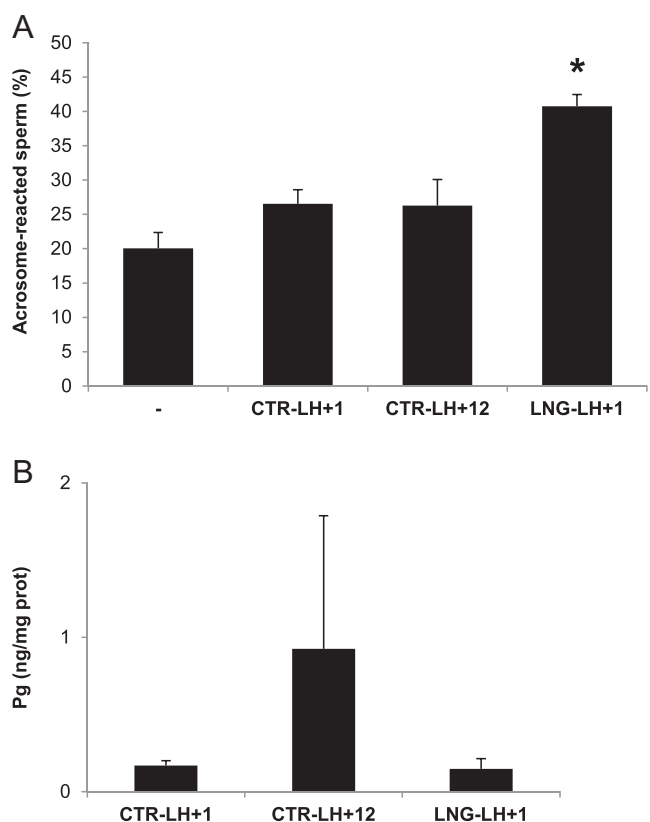 A
Acrosome-reacted sperm (%)
50
45
40
35
30
25
20
15
10
5
0
*
- CTR-LH+1 CTR-LH+12 LNG-LH+1
B
Pg (ng/mg prot)
2
1
0
CTR-LH+1 CTR-LH+12 LNG-LH+1